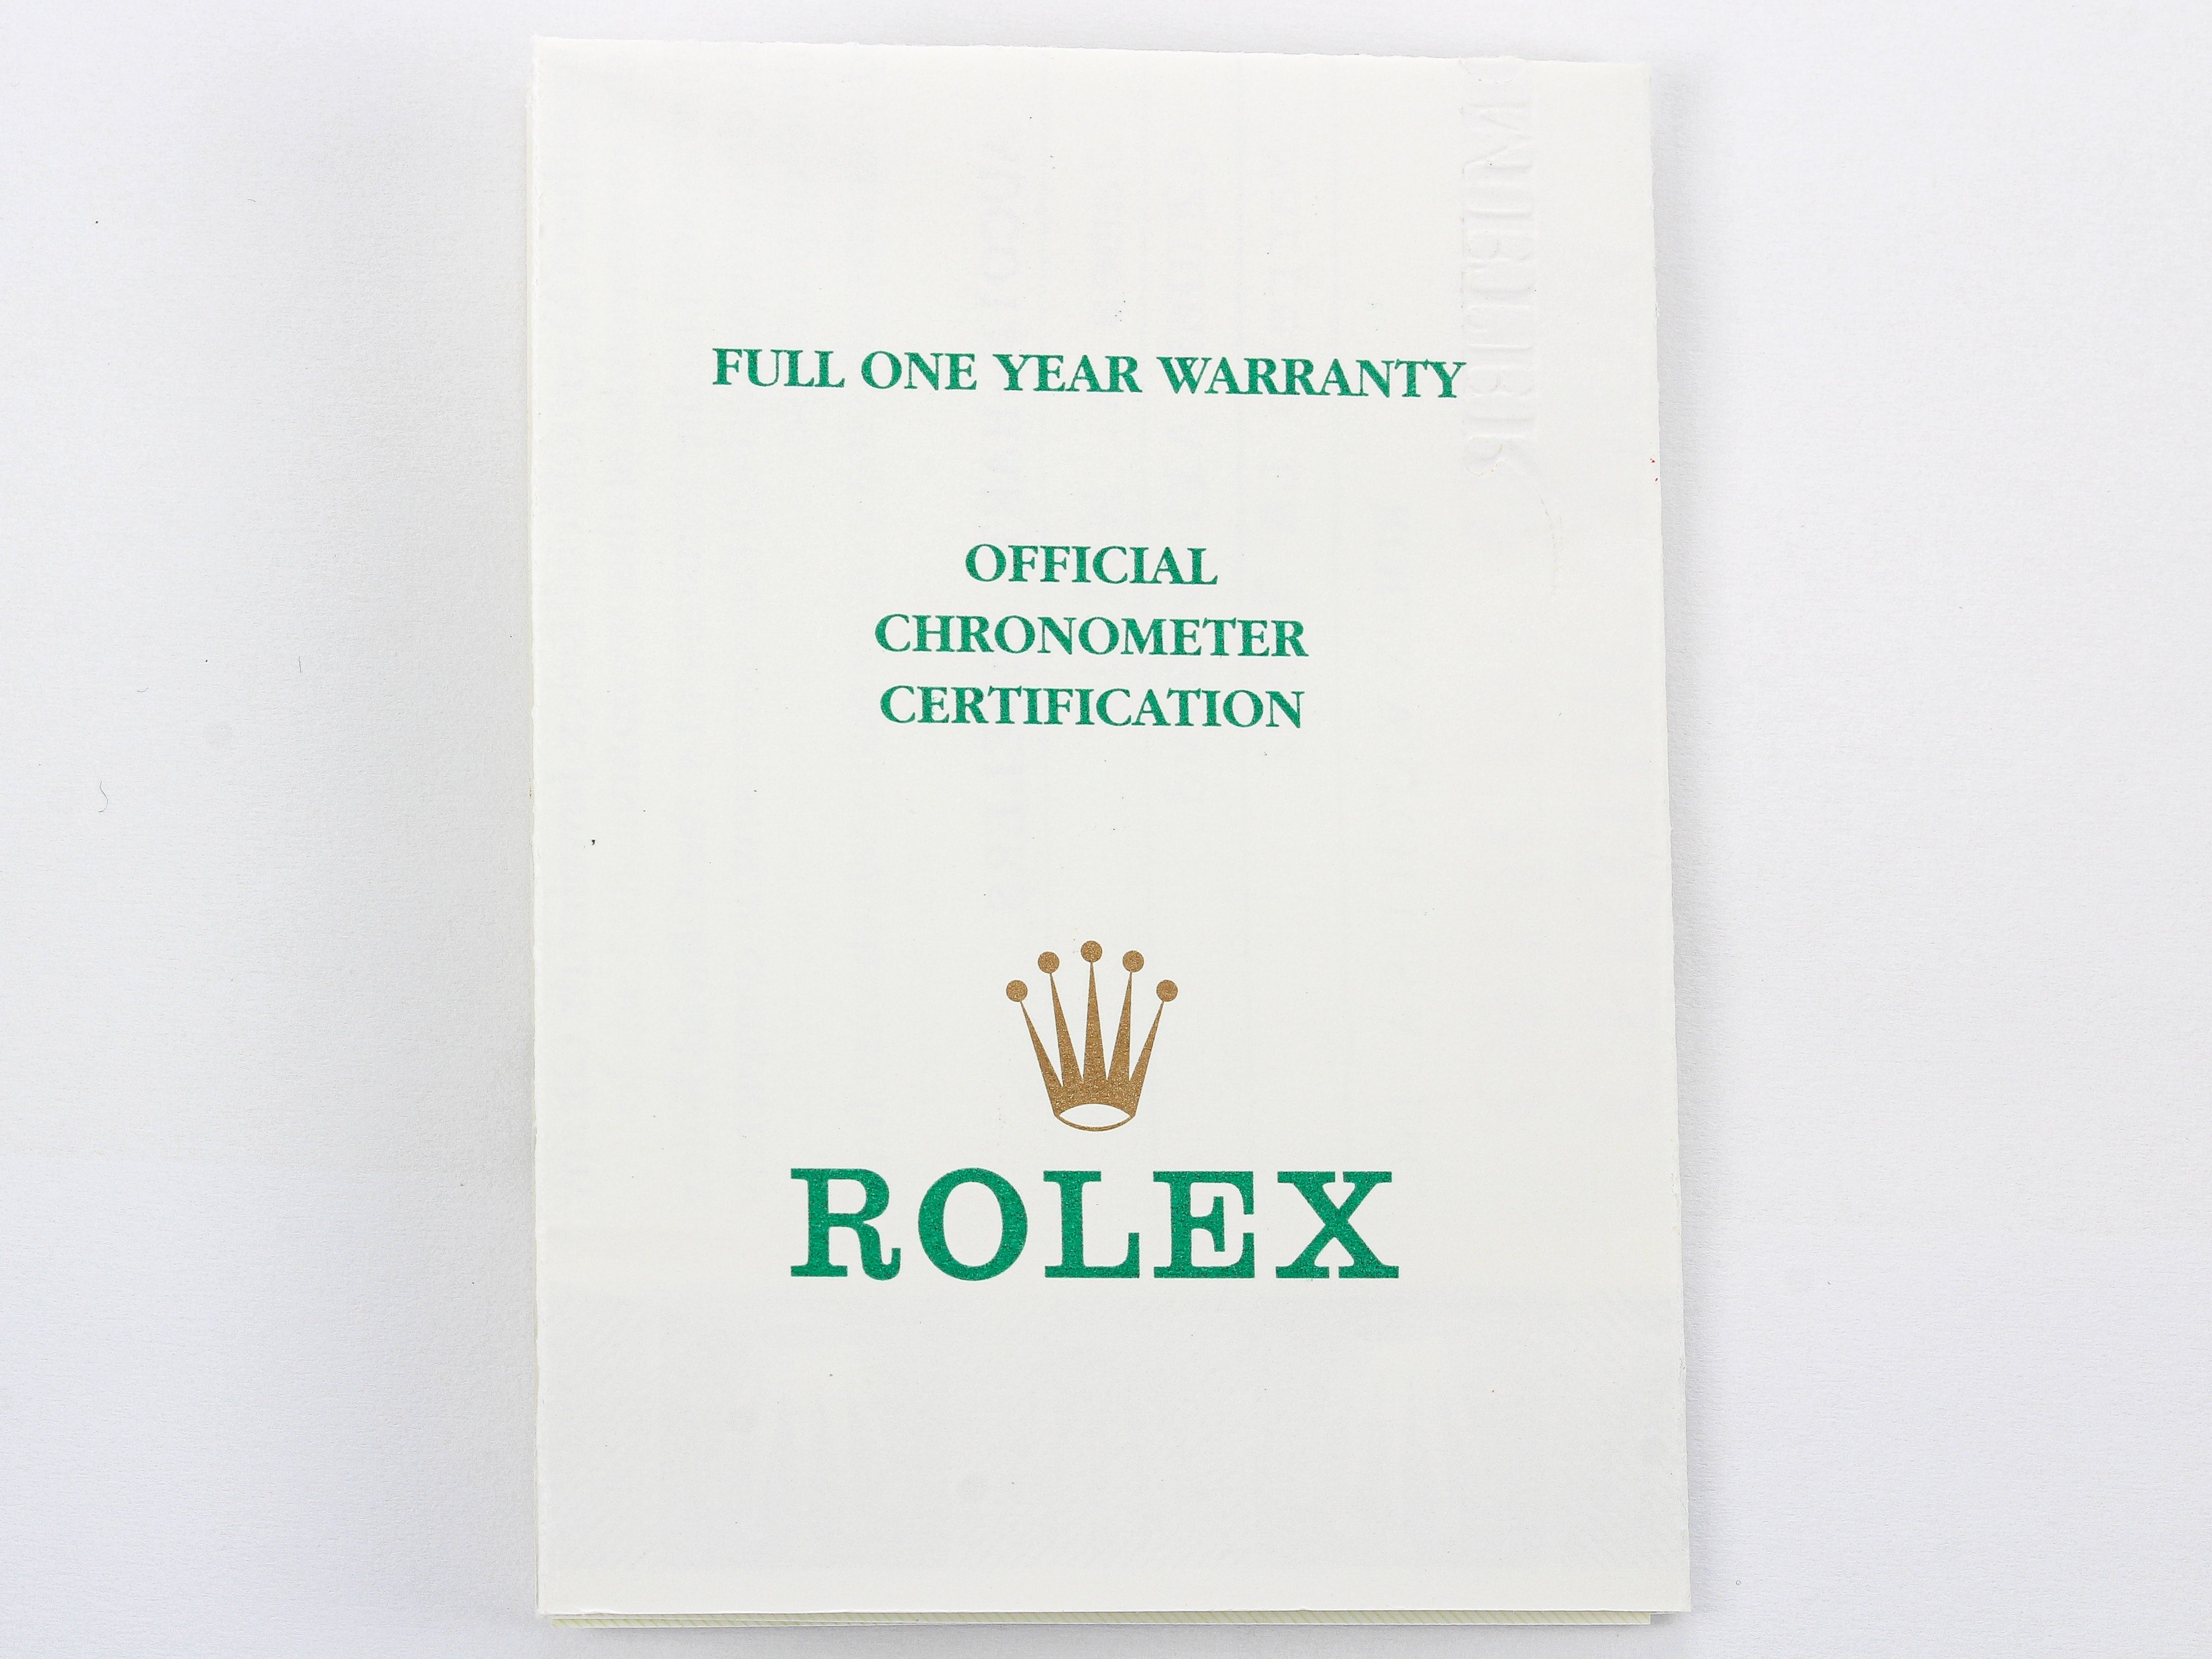 FULL ONE YEAR WARRANTY
OFFICIAL
CHRONOMETER
CERTIFICATION
ROLEX